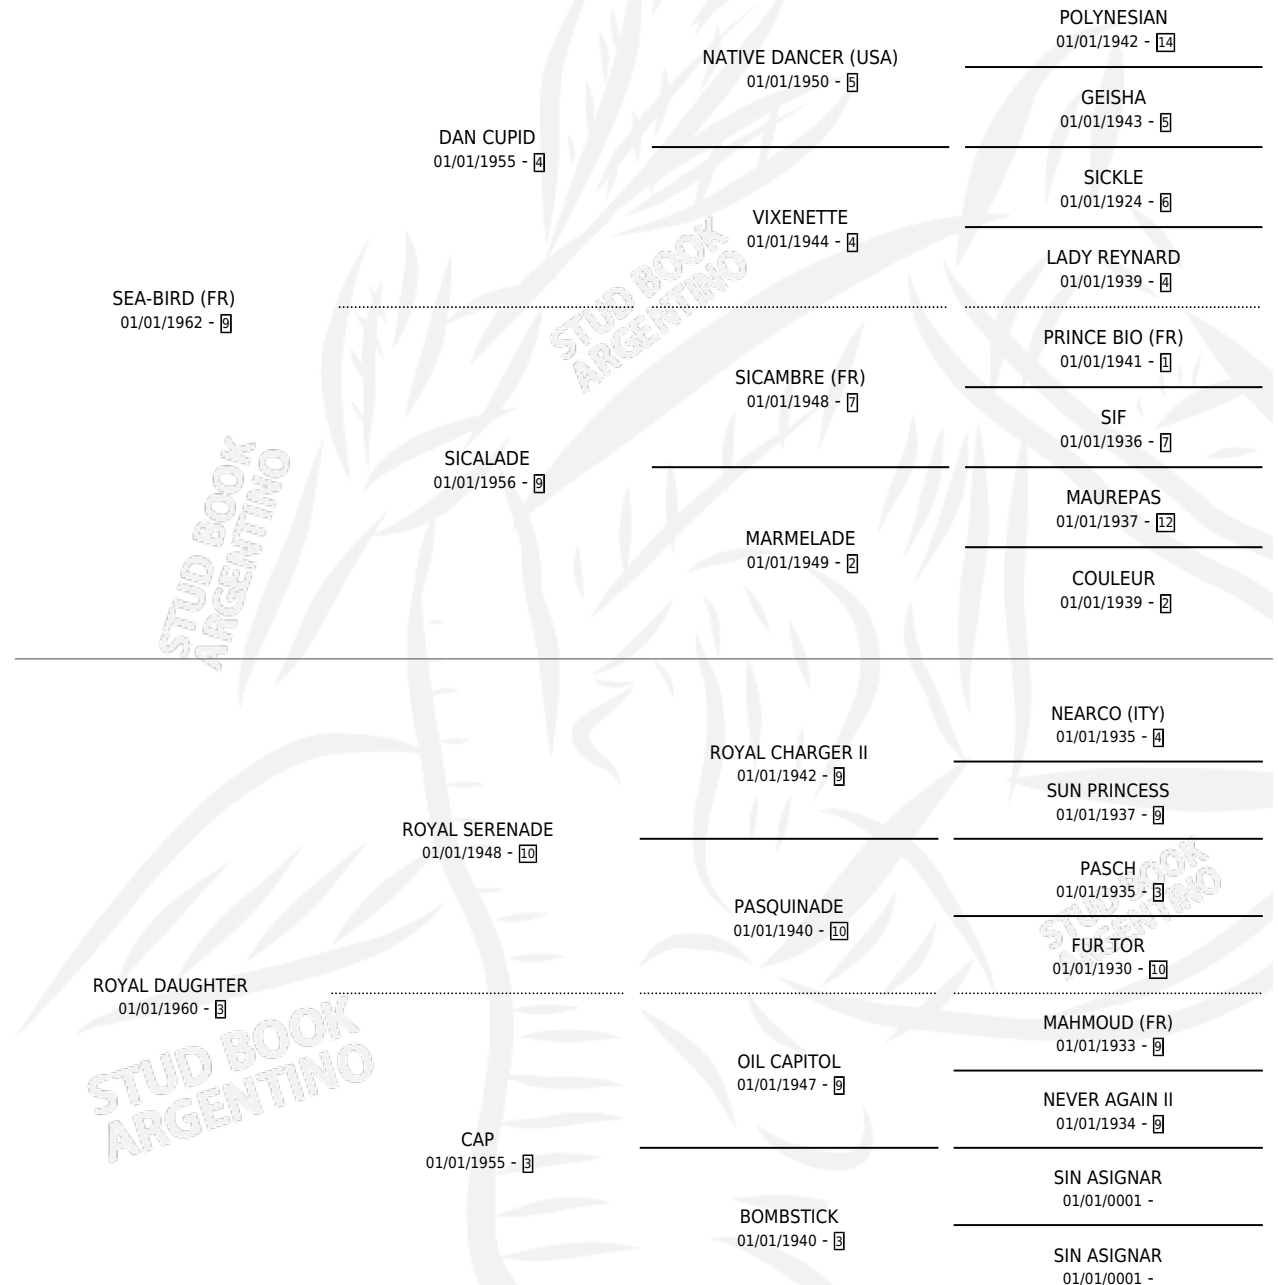 POLYNESIAN
01/01/1942 - 14
NATIVE DANCER (USA)
01/01/1950 - 5
GEISHA
01/01/1943 - 5
DAN CUPID
01/01/1955 - 4
SICKLE
01/01/1924 - 6
VIXENETTE
01/01/1944 - 4
LADY REYNARD
01/01/1939 - 4
SEA-BIRD (FR)
01/01/1962 - 9
STUD BOOK
ARGENTINO
PRINCE BIO (FR)
01/01/1941 - 1
SICAMBRE (FR)
01/01/1948 - 7
SIF
01/01/1936 - 7
SICALADE
01/01/1956 - 9
MAUREPAS
01/01/1937 - 12
MARMELADE
01/01/1949 - 2
COULEUR
01/01/1939 - 2
STUD BOOK
ARGENTINO
NEARCO (ITY)
01/01/1935 - 4
ROYAL CHARGER II
01/01/1942 - 9
SUN PRINCESS
01/01/1937 - 9
ROYAL SERENADE
01/01/1948 - 10
PASCH
01/01/1935 - 3
PASQUINADE
01/01/1940 - 10
STUD BOOK
ARGENTINO
FUR TOR
01/01/1930 - 10
ROYAL DAUGHTER
01/01/1960 - 3
MAHMOUD (FR)
01/01/1933 - 9
OIL CAPITOL
01/01/1947 - 9
STUD BOOK
ARGENTINO
NEVER AGAIN II
01/01/1934 - 9
CAP
01/01/1955 - 3
SIN ASIGNAR
01/01/0001 -
BOMBSTICK
01/01/1940 - 3
SIN ASIGNAR
01/01/0001 -